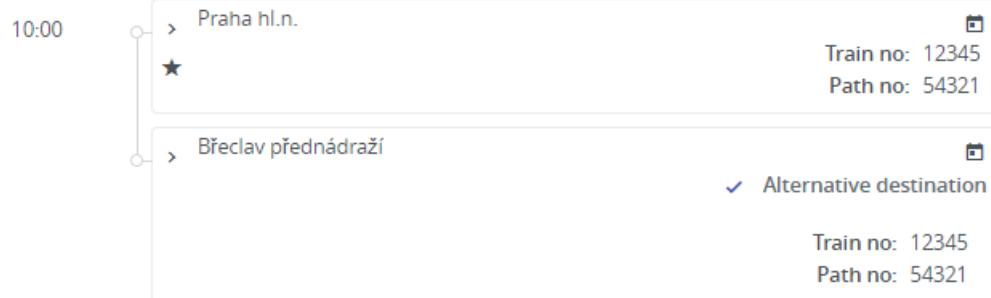 10:00
Praha hl.n.
Train no: 12345
Path no: 54321
Břeclav přednádraží
Alternative destination
Train no: 12345
Path no: 54321